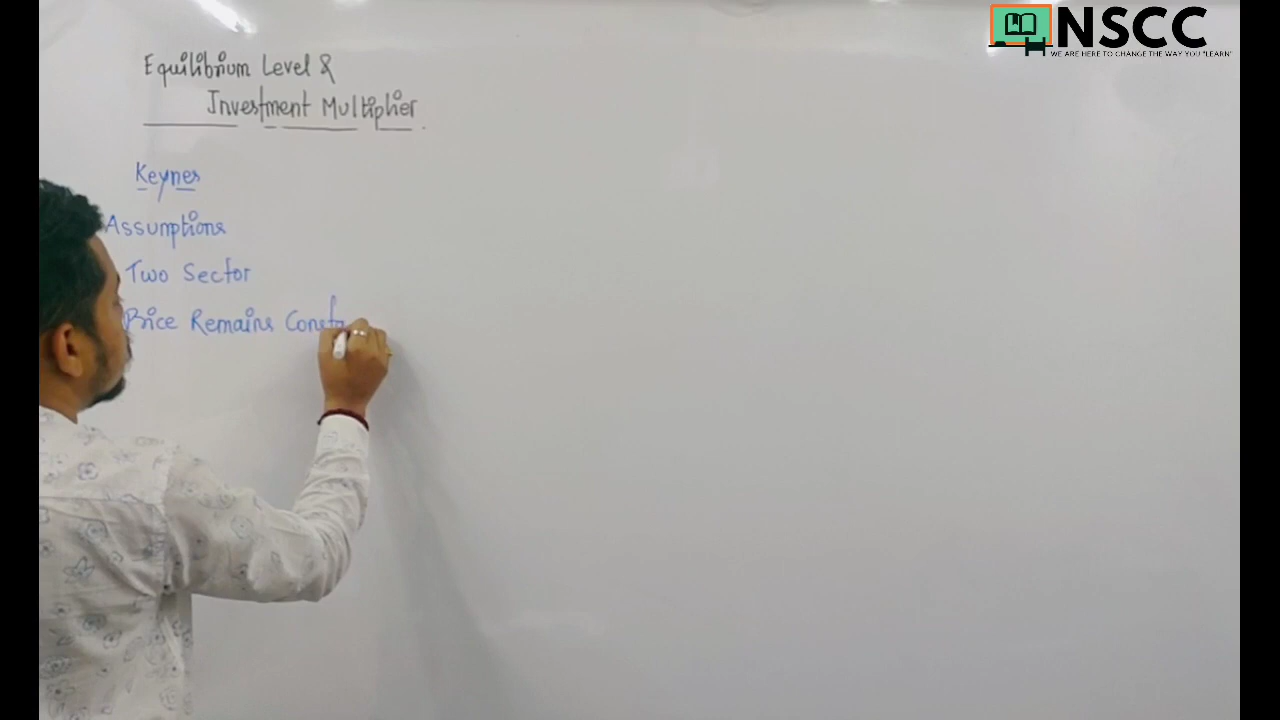 NSCC
WE ARE HERE TO CHANGE THE WAY YOU "LEARN"
Equilibrium Level &
Investment Multiplier
Keynes
Assumptions
Two Sector
Price Remains Consta